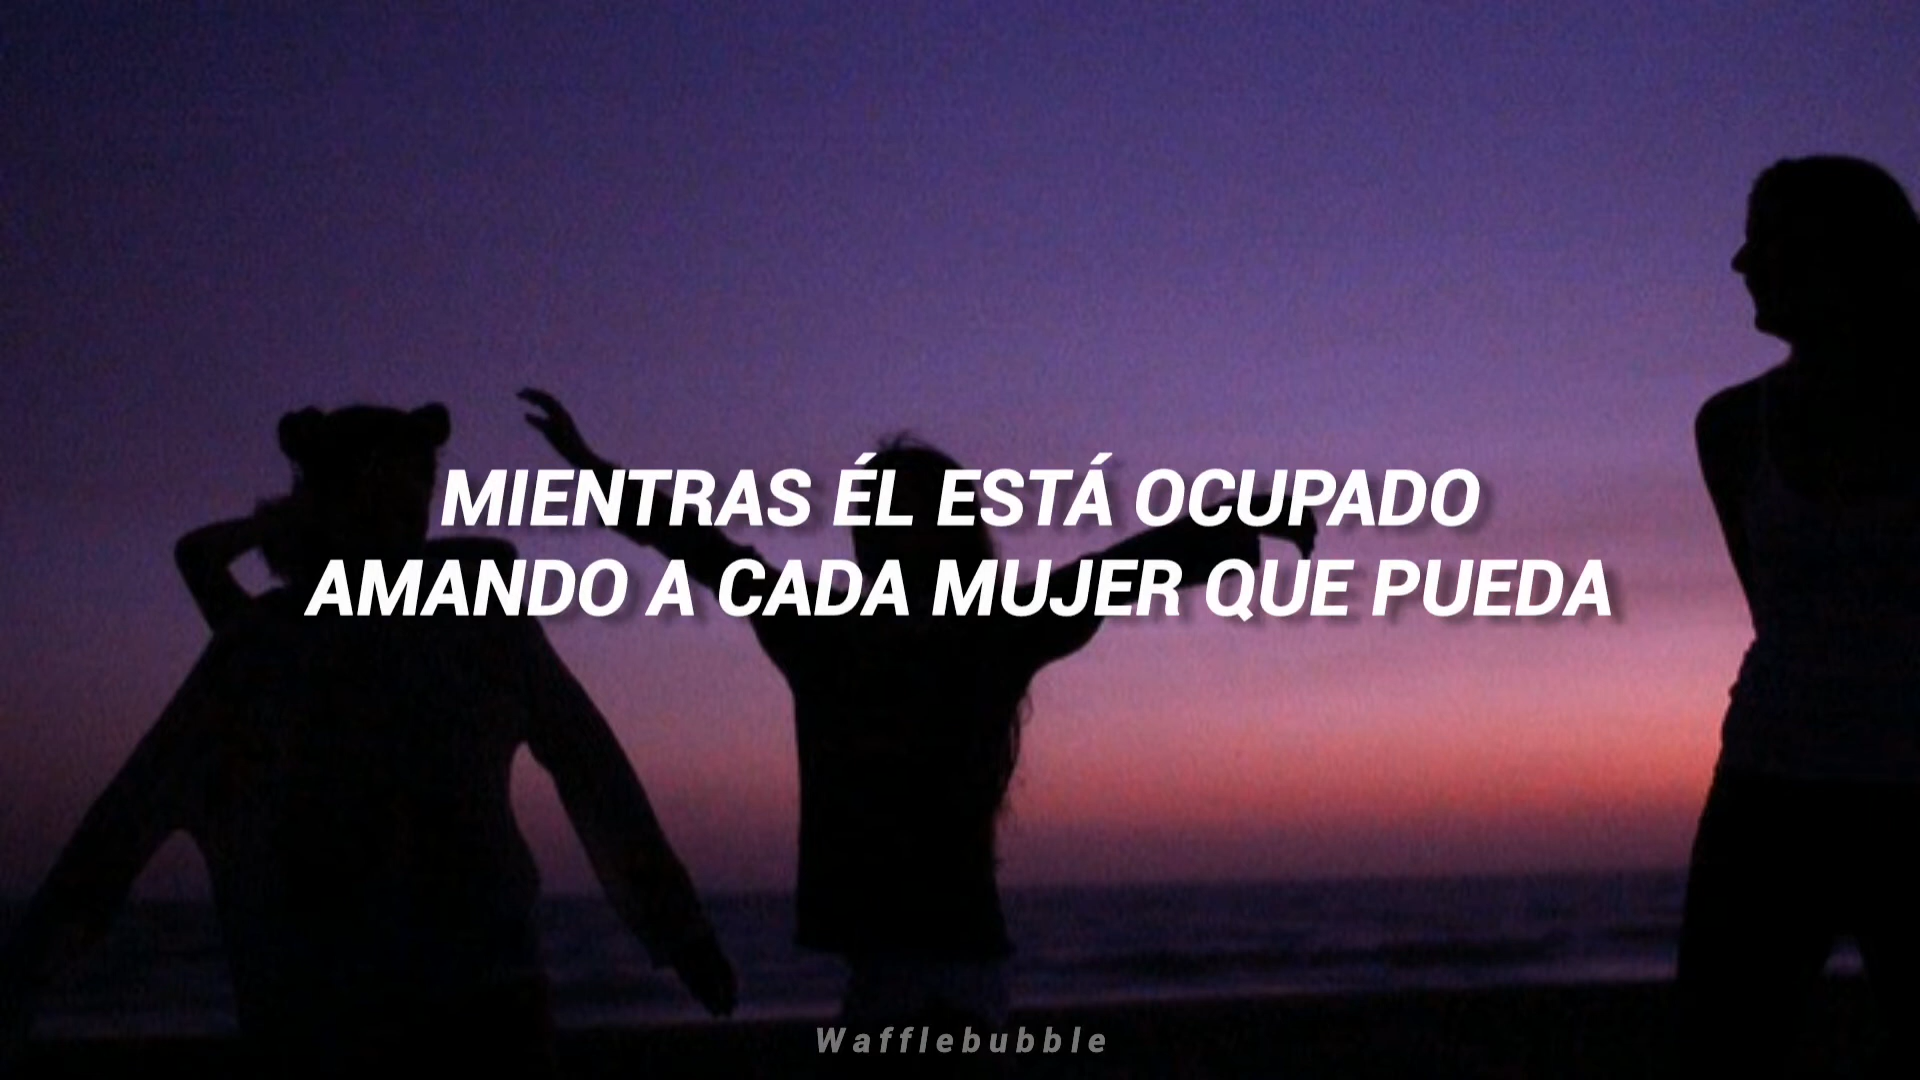 MIENTRAS ÉL ESTÁ OCUPADO
AMANDO A CADA MUJER QUE PUEDA
Wafflebubble